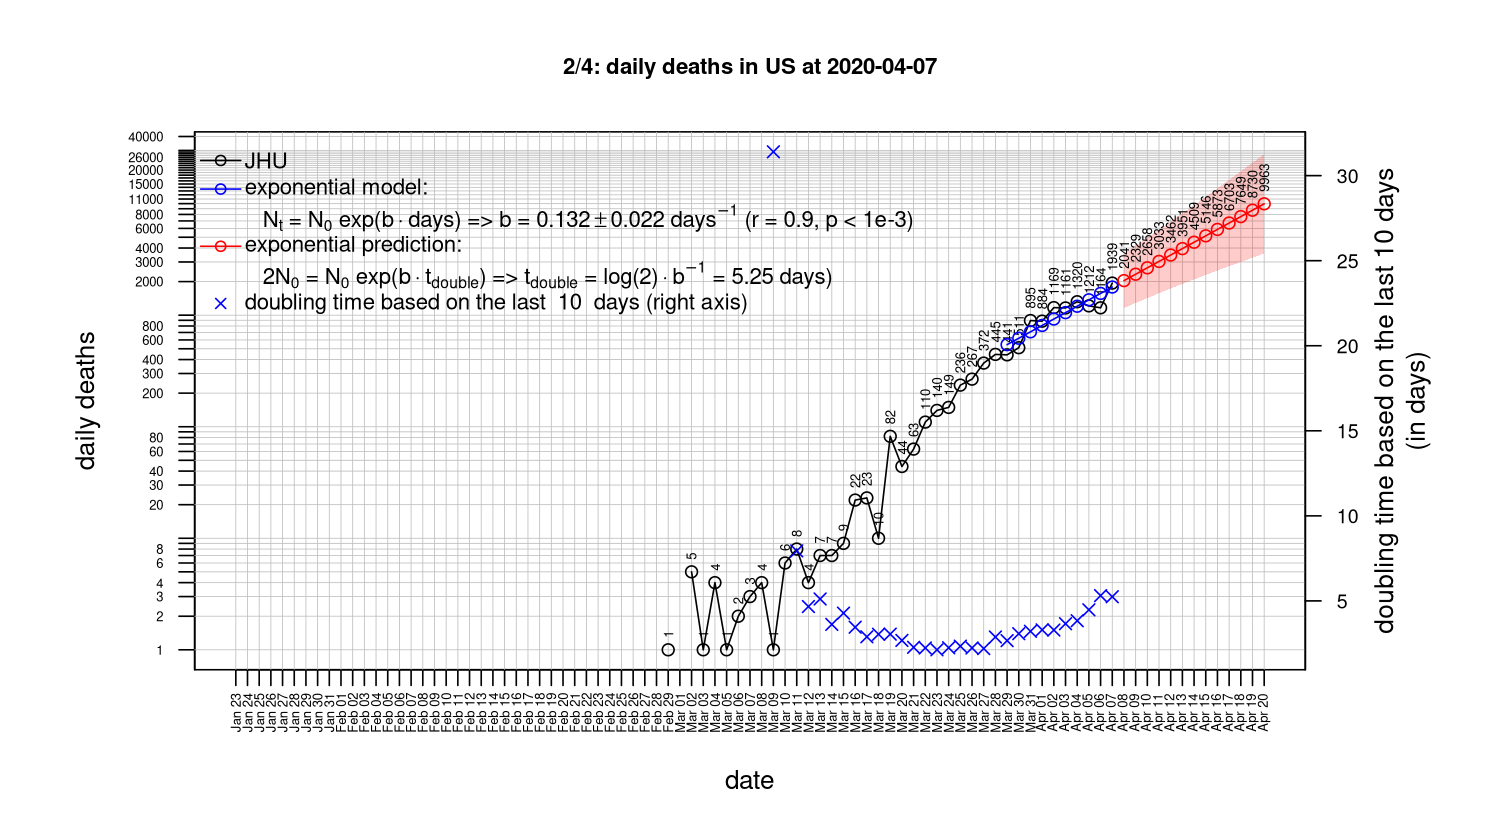 2/4: daily deaths in US at 2020-04-07
40000
26000
20000
15000
11000
8000
6000
4000
3000
2000
800
600
400
300
200
80
60
40
30
20
8
6
4
3
2
1
daily deaths
JHU
exponential model:
Nt = N0 exp(b · days) => b = 0.132 ± 0.022 days−1 (r = 0.9, p < 1e-3)
exponential prediction:
2N0 = N0 exp(b · tdouble) => tdouble = log(2) · b−1 = 5.25 days)
doubling time based on the last 10 days (right axis)
1
5
1
4
1
2
3
4
1
6
8
4
7
7
9
22
23
10
82
44
63
110
140
149
236
267
372
445
441
511
895
884
1169
1161
1320
1212
1164
1939
2041
2329
2658
3033
3462
3951
4509
5146
5873
6703
7649
8730
9963
30
25
20
15
10
5
doubling time based on the last 10 days
(in days)
Jan 23
Jan 24
Jan 25
Jan 26
Jan 27
Jan 28
Jan 29
Jan 30
Jan 31
Feb 01
Feb 02
Feb 03
Feb 04
Feb 05
Feb 06
Feb 07
Feb 08
Feb 09
Feb 10
Feb 11
Feb 12
Feb 13
Feb 14
Feb 15
Feb 16
Feb 17
Feb 18
Feb 19
Feb 20
Feb 21
Feb 22
Feb 23
Feb 24
Feb 25
Feb 26
Feb 27
Feb 28
Feb 29
Mar 01
Mar 02
Mar 03
Mar 04
Mar 05
Mar 06
Mar 07
Mar 08
Mar 09
Mar 10
Mar 11
Mar 12
Mar 13
Mar 14
Mar 15
Mar 16
Mar 17
Mar 18
Mar 19
Mar 20
Mar 21
Mar 22
Mar 23
Mar 24
Mar 25
Mar 26
Mar 27
Mar 28
Mar 29
Mar 30
Mar 31
Apr 01
Apr 02
Apr 03
Apr 04
Apr 05
Apr 06
Apr 07
Apr 08
Apr 09
Apr 10
Apr 11
Apr 12
Apr 13
Apr 14
Apr 15
Apr 16
Apr 17
Apr 18
Apr 19
Apr 20
date